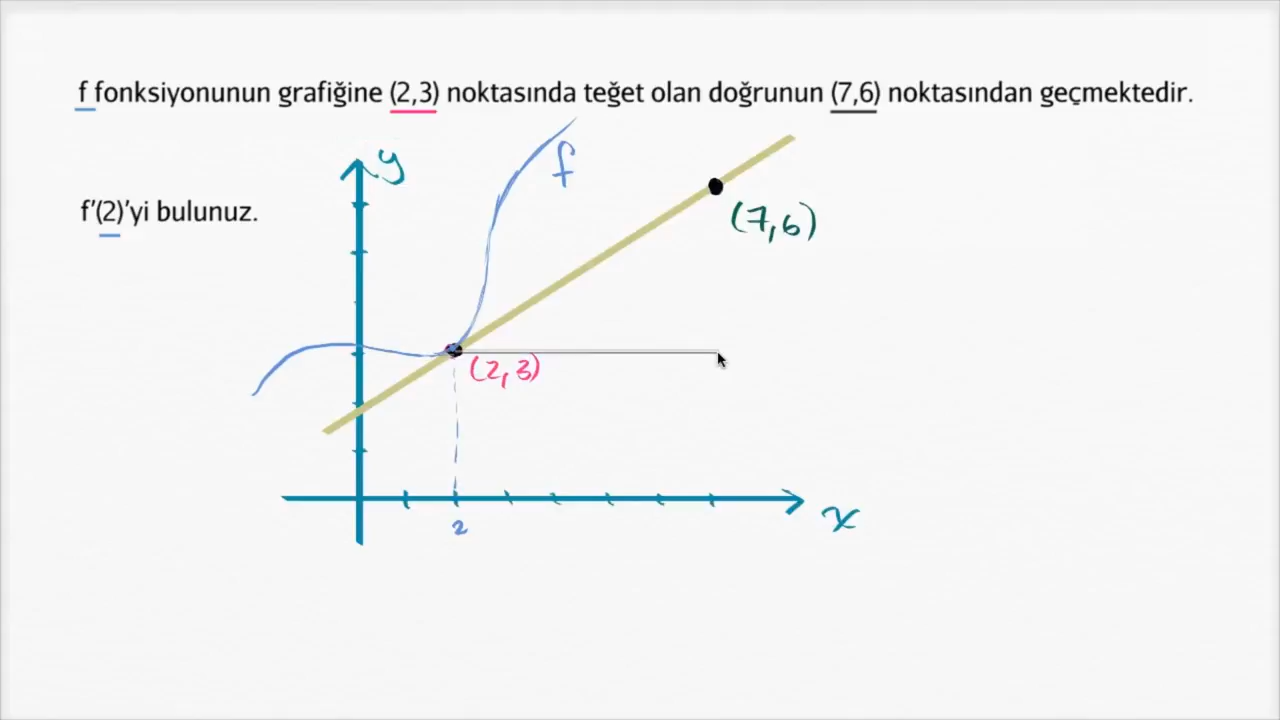 f fonksiyonunun grafiğine (2,3) noktasında teğet olan doğrunun (7,6) noktasından geçmektedir.
y
f
f'(2)'yi bulunuz.
(7,6)
(2,3)
x
2